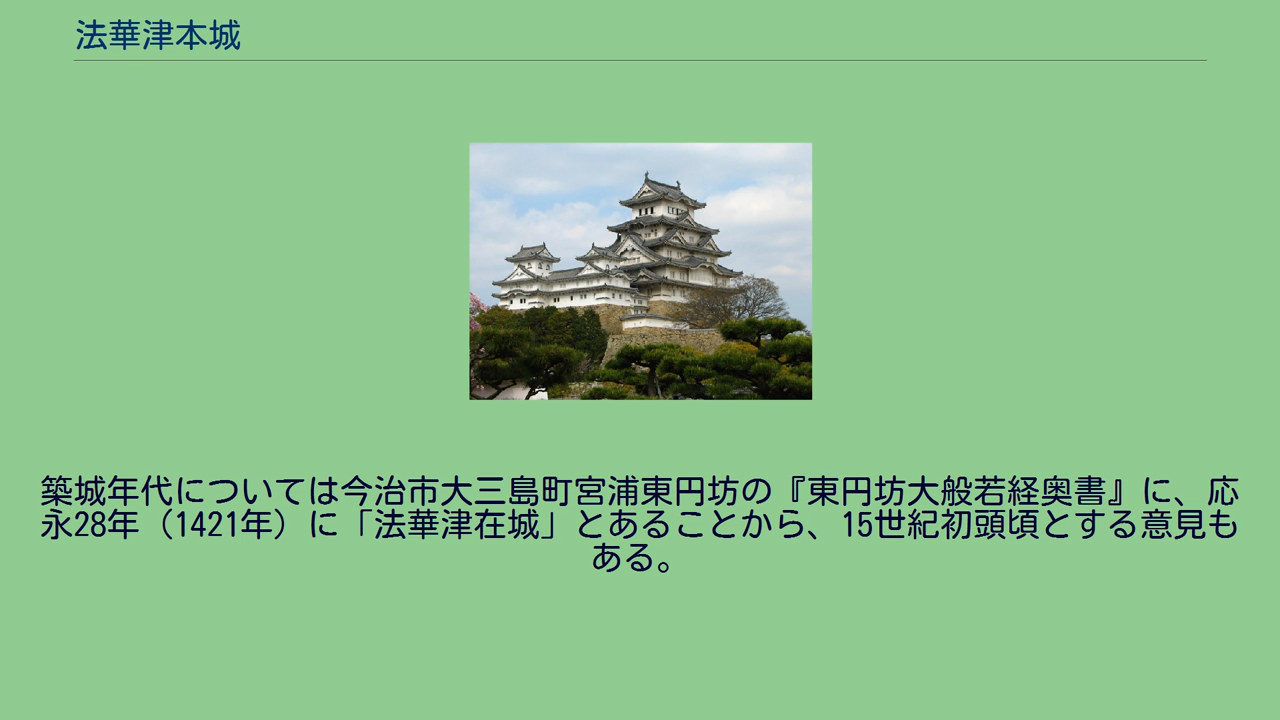 法華津本城
築城年代については今治市大三島町宮浦東円坊の『東円坊大般若経奥書』に、応
永28年（1421年）に「法華津在城」とあることから、15世紀初頭頃とする意見も
ある。